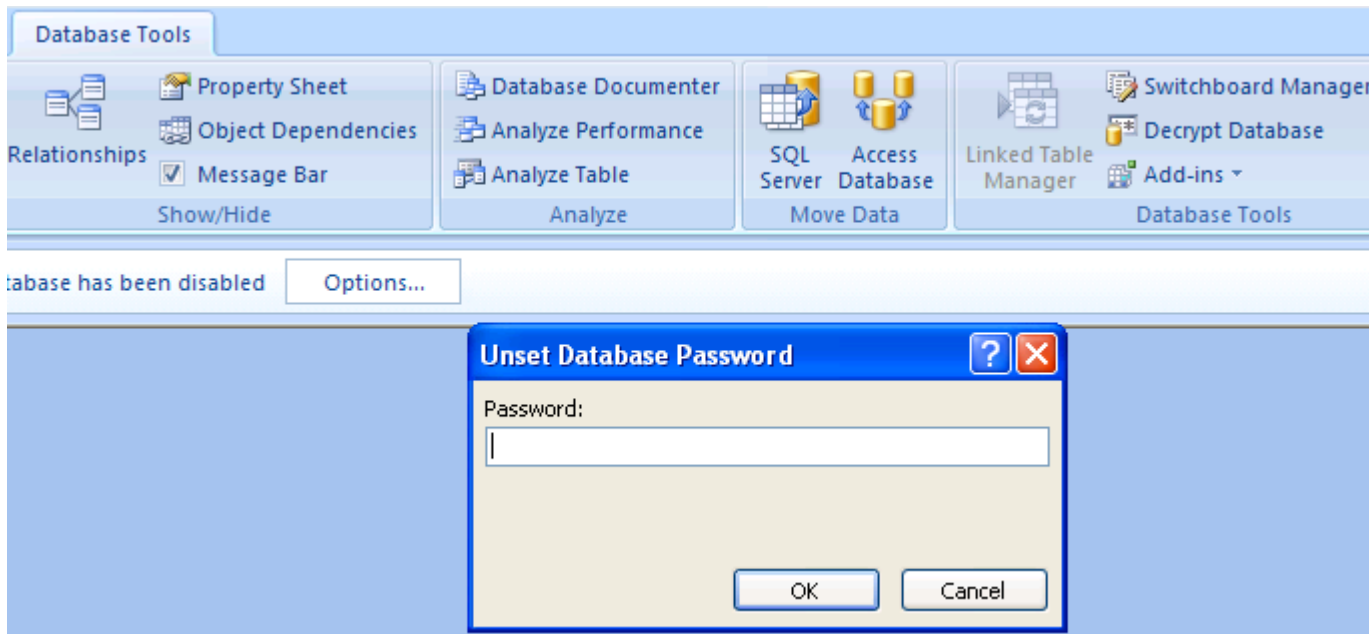 Database Tools
Property Sheet
Object Dependencies
Message Bar
Relationships
Show/Hide
Database Documenter
Analyze Performance
Analyze Table
Analyze
SQL Server
Access Database
Move Data
Linked Table Manager
Switchboard Manager
Decrypt Database
Add-ins
Database Tools
tabase has been disabled
Options...
Unset Database Password
Password:
OK
Cancel